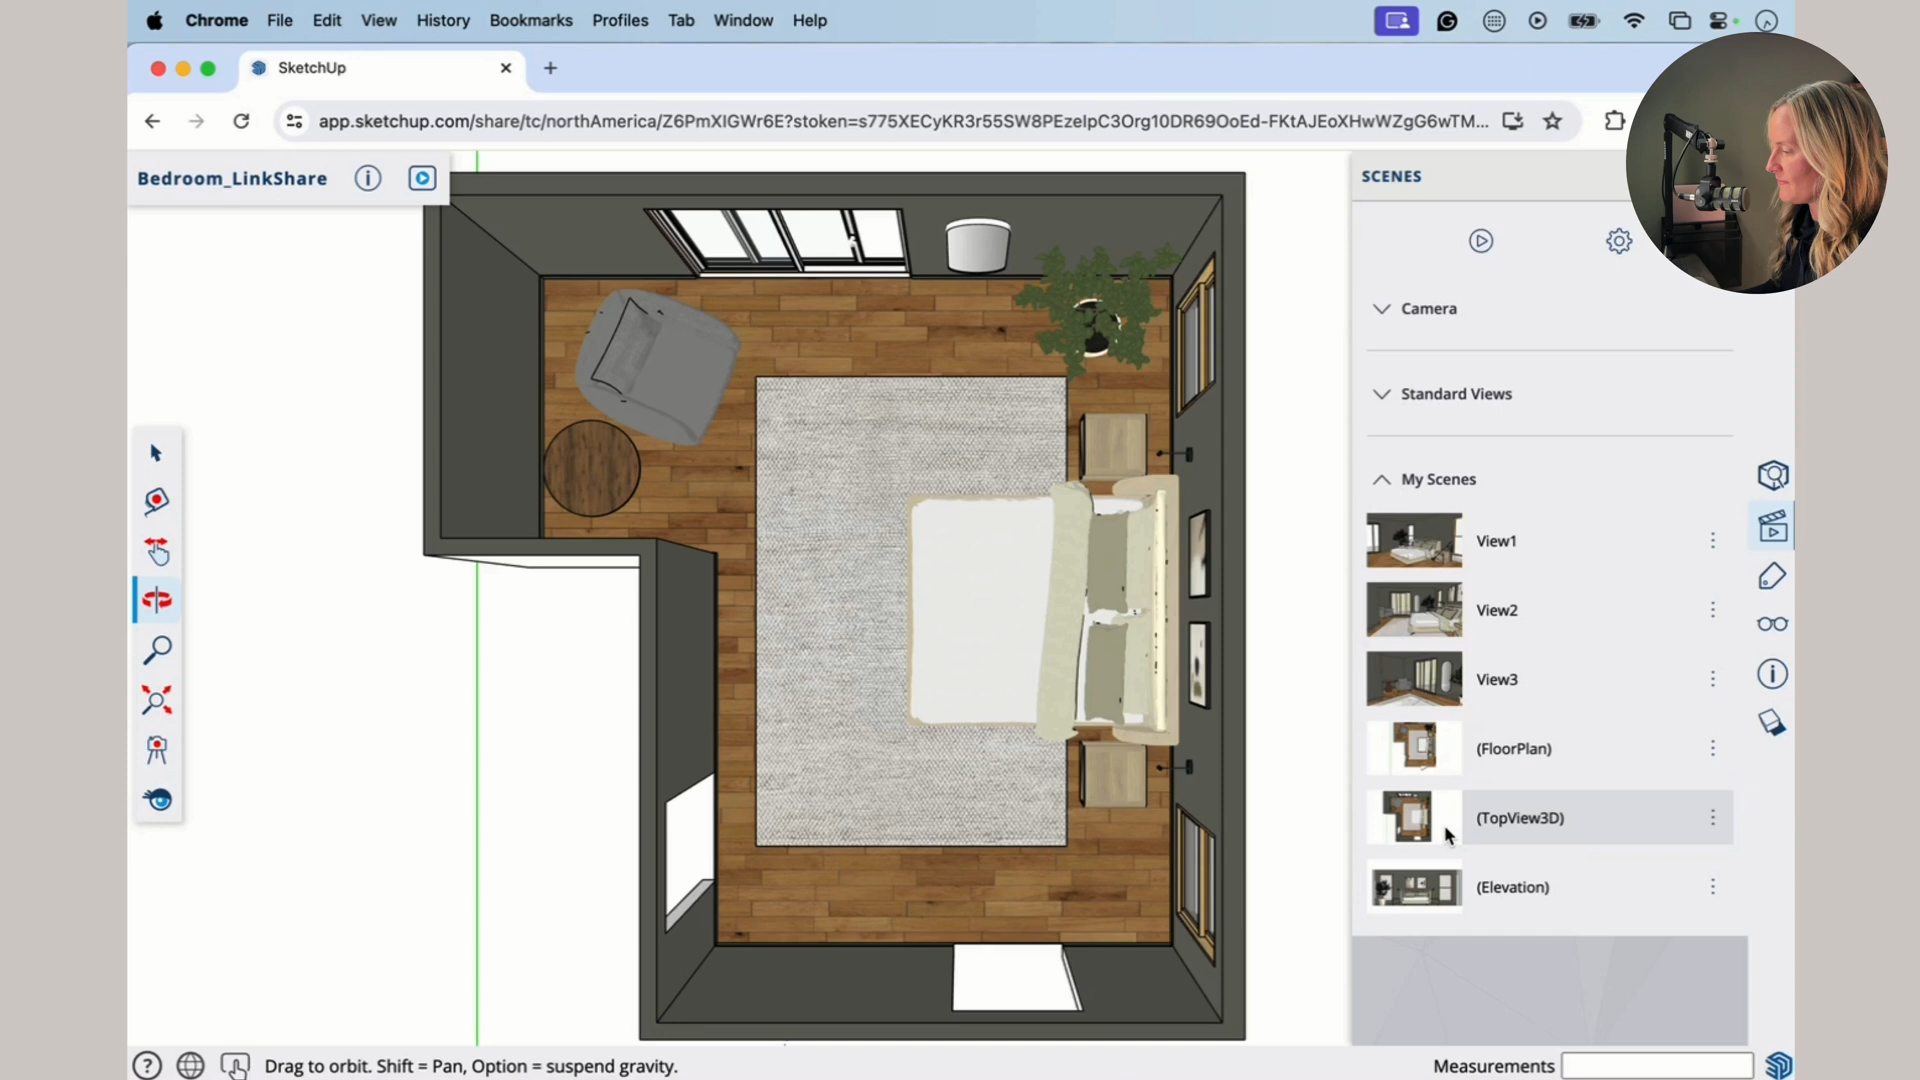 Chrome File Edit View History Bookmarks Profiles Tab Window Help
SketchUp
app.sketchup.com/share/tc/northAmerica/Z6PmXIGWr6E?stoken=s775XECyKR3r55SW8PEzelpC3Org10DR69OoEd-FKtAJEoXHwWZgG6wTM...
Bedroom_LinkShare
SCENES
Camera
Standard Views
My Scenes
View1
View2
View3
(FloorPlan)
(TopView3D)
(Elevation)
Drag to orbit. Shift = Pan, Option = suspend gravity.
Measurements